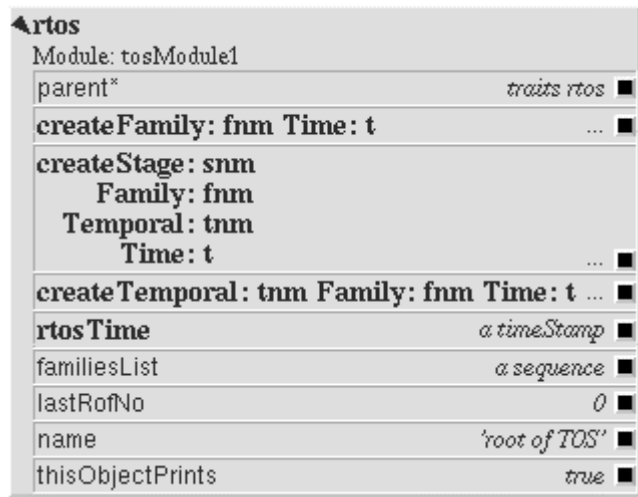 rtos
Module: tosModule1
parent* traits rtos
createFamily: fnm Time: t ...
createStage: snm
Family: fnm
Temporal: tnm
Time: t ...
createTemporal: tnm Family: fnm Time: t ...
rtosTime a timeStamp
familiesList a sequence
lastRofNo 0
name 'root of TOS'
thisObjectPrints true